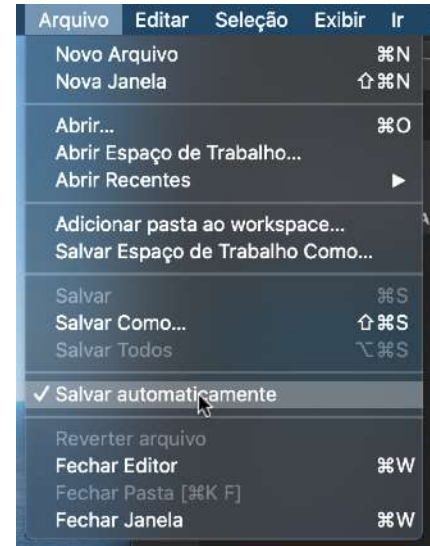 Arquivo Editar Seleção Exibir Ir
Novo Arquivo ⌘N
Nova Janela ⇧⌘N
Abrir... ⌘O
Abrir Espaço de Trabalho...
Abrir Recentes ▶
Adicionar pasta ao workspace...
Salvar Espaço de Trabalho Como...
Salvar ⌘S
Salvar Como... ⇧⌘S
Salvar Todos ⌥⌘S
✓ Salvar automaticamente
Reverter arquivo
Fechar Editor ⌘W
Fechar Pasta [⌘K F]
Fechar Janela ⌘W